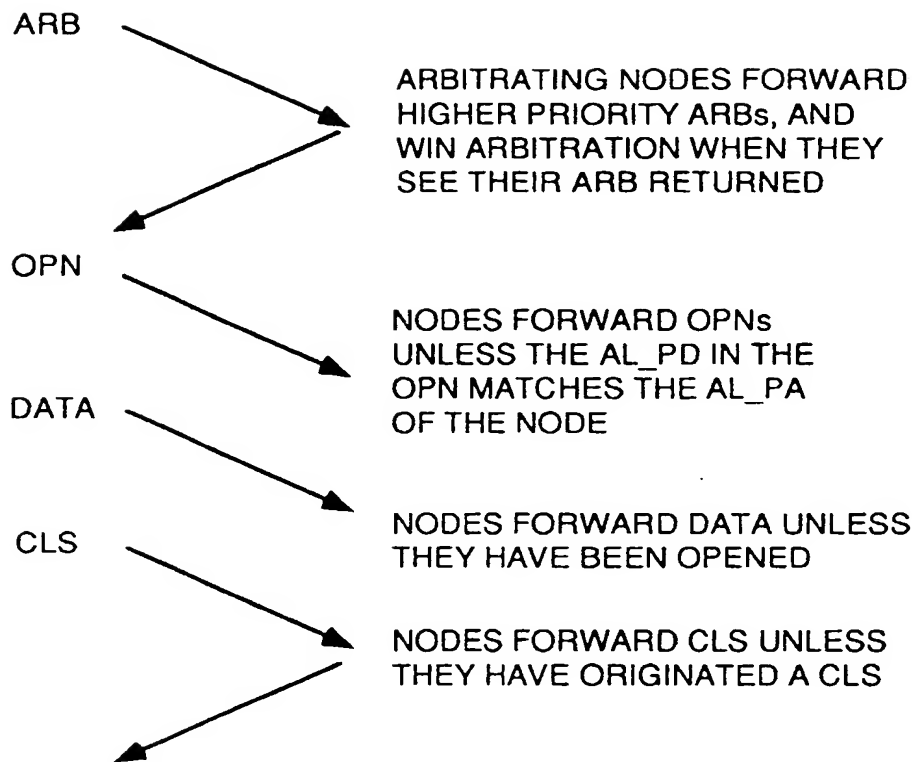 ARB
ARBITRATING NODES FORWARD
HIGHER PRIORITY ARBs, AND
WIN ARBITRATION WHEN THEY
SEE THEIR ARB RETURNED
OPN
NODES FORWARD OPNs
UNLESS THE AL_PD IN THE
OPN MATCHES THE AL_PA
OF THE NODE
DATA
NODES FORWARD DATA UNLESS
THEY HAVE BEEN OPENED
CLS
NODES FORWARD CLS UNLESS
THEY HAVE ORIGINATED A CLS